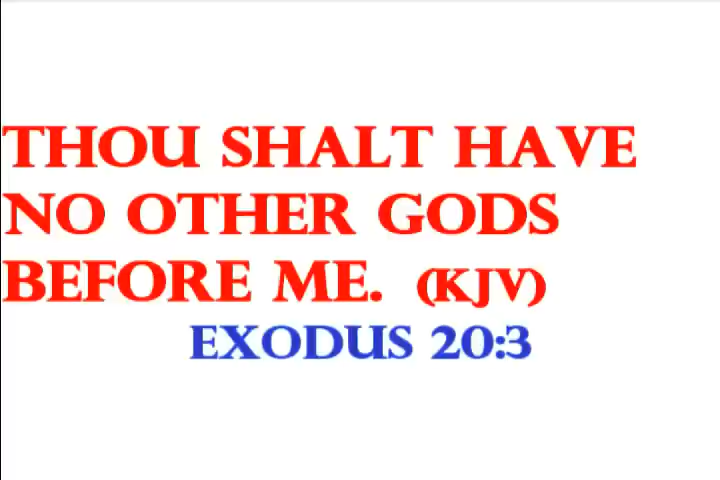 THOU SHALT HAVE
NO OTHER GODS
BEFORE ME. (KJV)
EXODUS 20:3